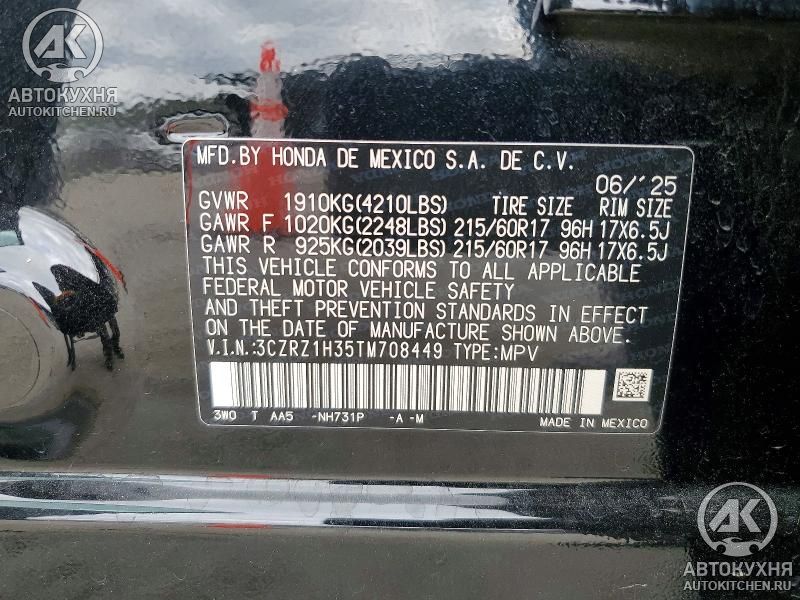 АК
АВТОКУХНЯ
AUTOKITCHEN.RU
MFD.BY HONDA DE MEXICO S.A. DE C.V.
06/'25
GVWR 1910KG(4210LBS) TIRE SIZE RIM SIZE
GAWR F 1020KG(2248LBS) 215/60R17 96H 17X6.5J
GAWR R 925KG(2039LBS) 215/60R17 96H 17X6.5J
THIS VEHICLE CONFORMS TO ALL APPLICABLE
FEDERAL MOTOR VEHICLE SAFETY
AND THEFT PREVENTION STANDARDS IN EFFECT
ON THE DATE OF MANUFACTURE SHOWN ABOVE.
V.I.N.:3CZRZ1H35TM708449 TYPE:MPV
3W0 T AA5 -NH731P -A -M
MADE IN MEXICO
АК
АВТОКУХНЯ
AUTOKITCHEN.RU